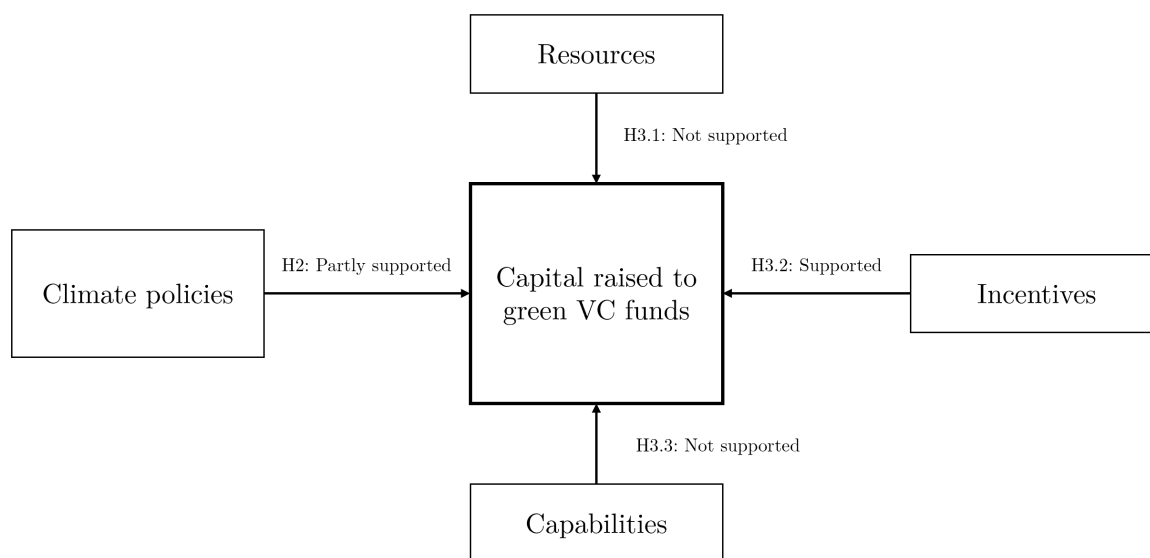 Resources
H3.1: Not supported
H2: Partly supported
H3.2: Supported
Climate policies
Capital raised to
green VC funds
Incentives
H3.3: Not supported
Capabilities